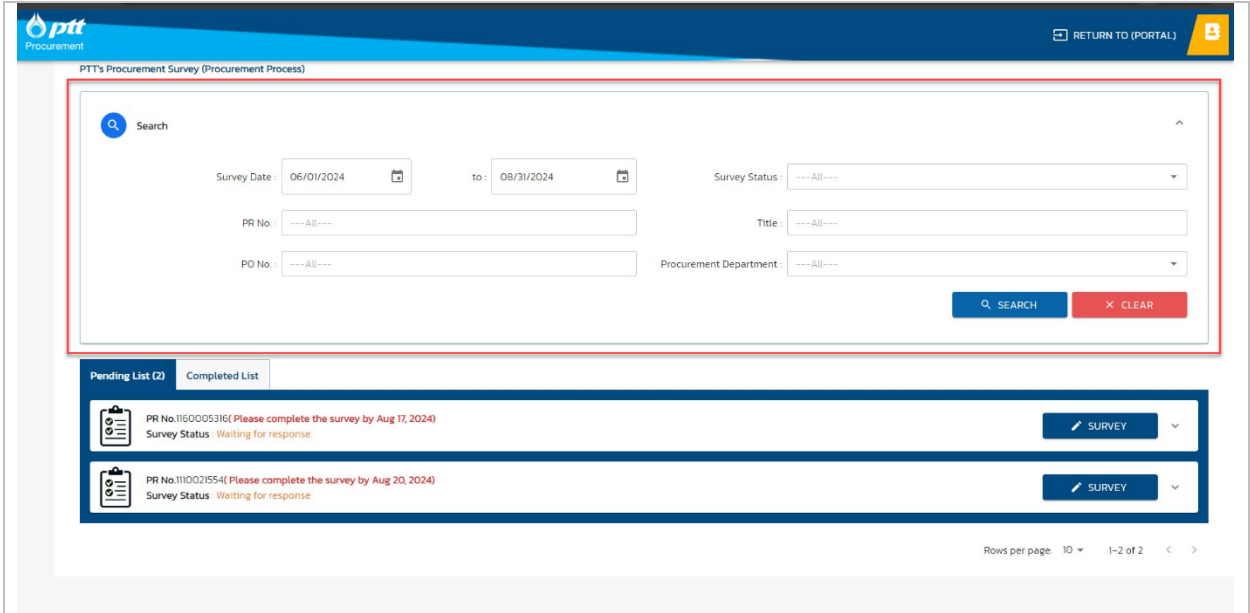 ptt
Procurement
RETURN TO (PORTAL)
PTT's Procurement Survey (Procurement Process)
Search
Survey Date : 06/01/2024 to : 08/31/2024 Survey Status : ---All---
PR No. : ---All--- Title : ---All---
PO No. : ---All--- Procurement Department : ---All---
SEARCH CLEAR
Pending List (2) Completed List
PR No.1160005316( Please complete the survey by Aug 17, 2024)
Survey Status : Waiting for response
SURVEY
PR No.1110021554( Please complete the survey by Aug 20, 2024)
Survey Status : Waiting for response
SURVEY
Rows per page: 10 1-2 of 2